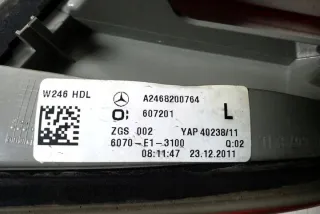 W246 HDL
A2468200764
607201 L
ZGS 002 YAP 40238/11
6070-E1-3100 Q:02
08:11:47 23.12.2011